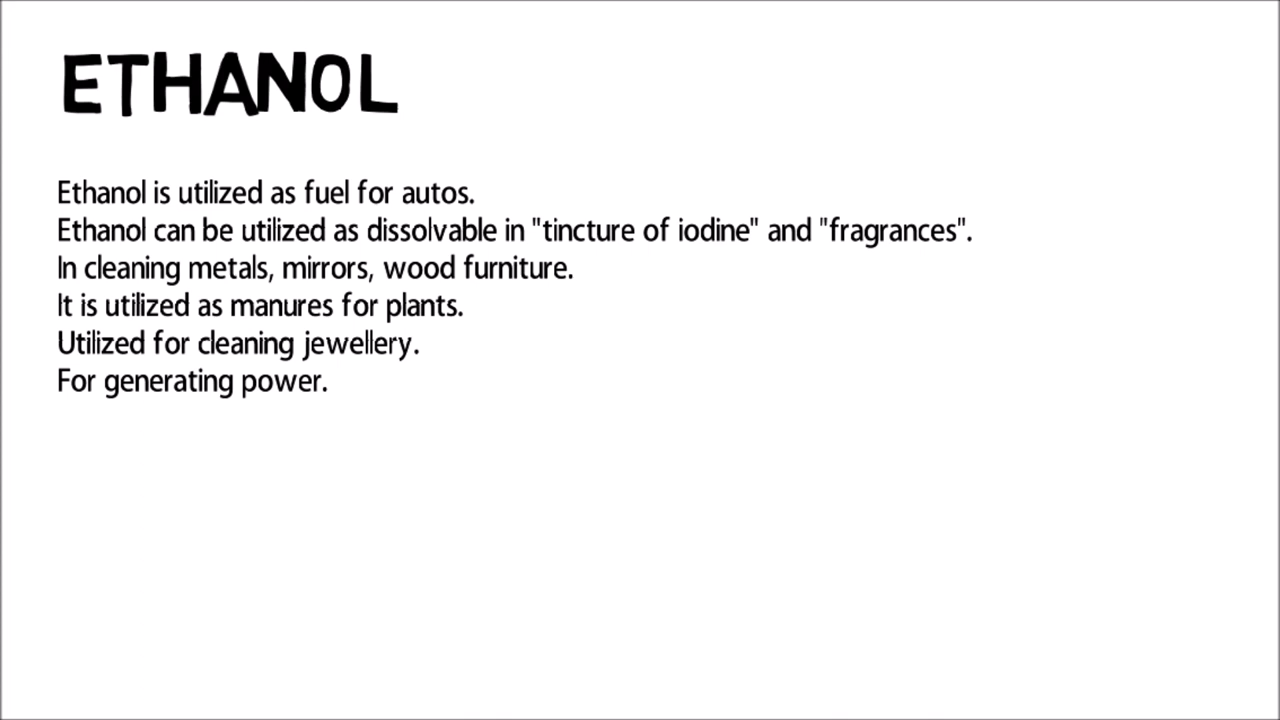 ETHANOL
Ethanol is utilized as fuel for autos.
Ethanol can be utilized as dissolvable in "tincture of iodine" and "fragrances".
In cleaning metals, mirrors, wood furniture.
It is utilized as manures for plants.
Utilized for cleaning jewellery.
For generating power.